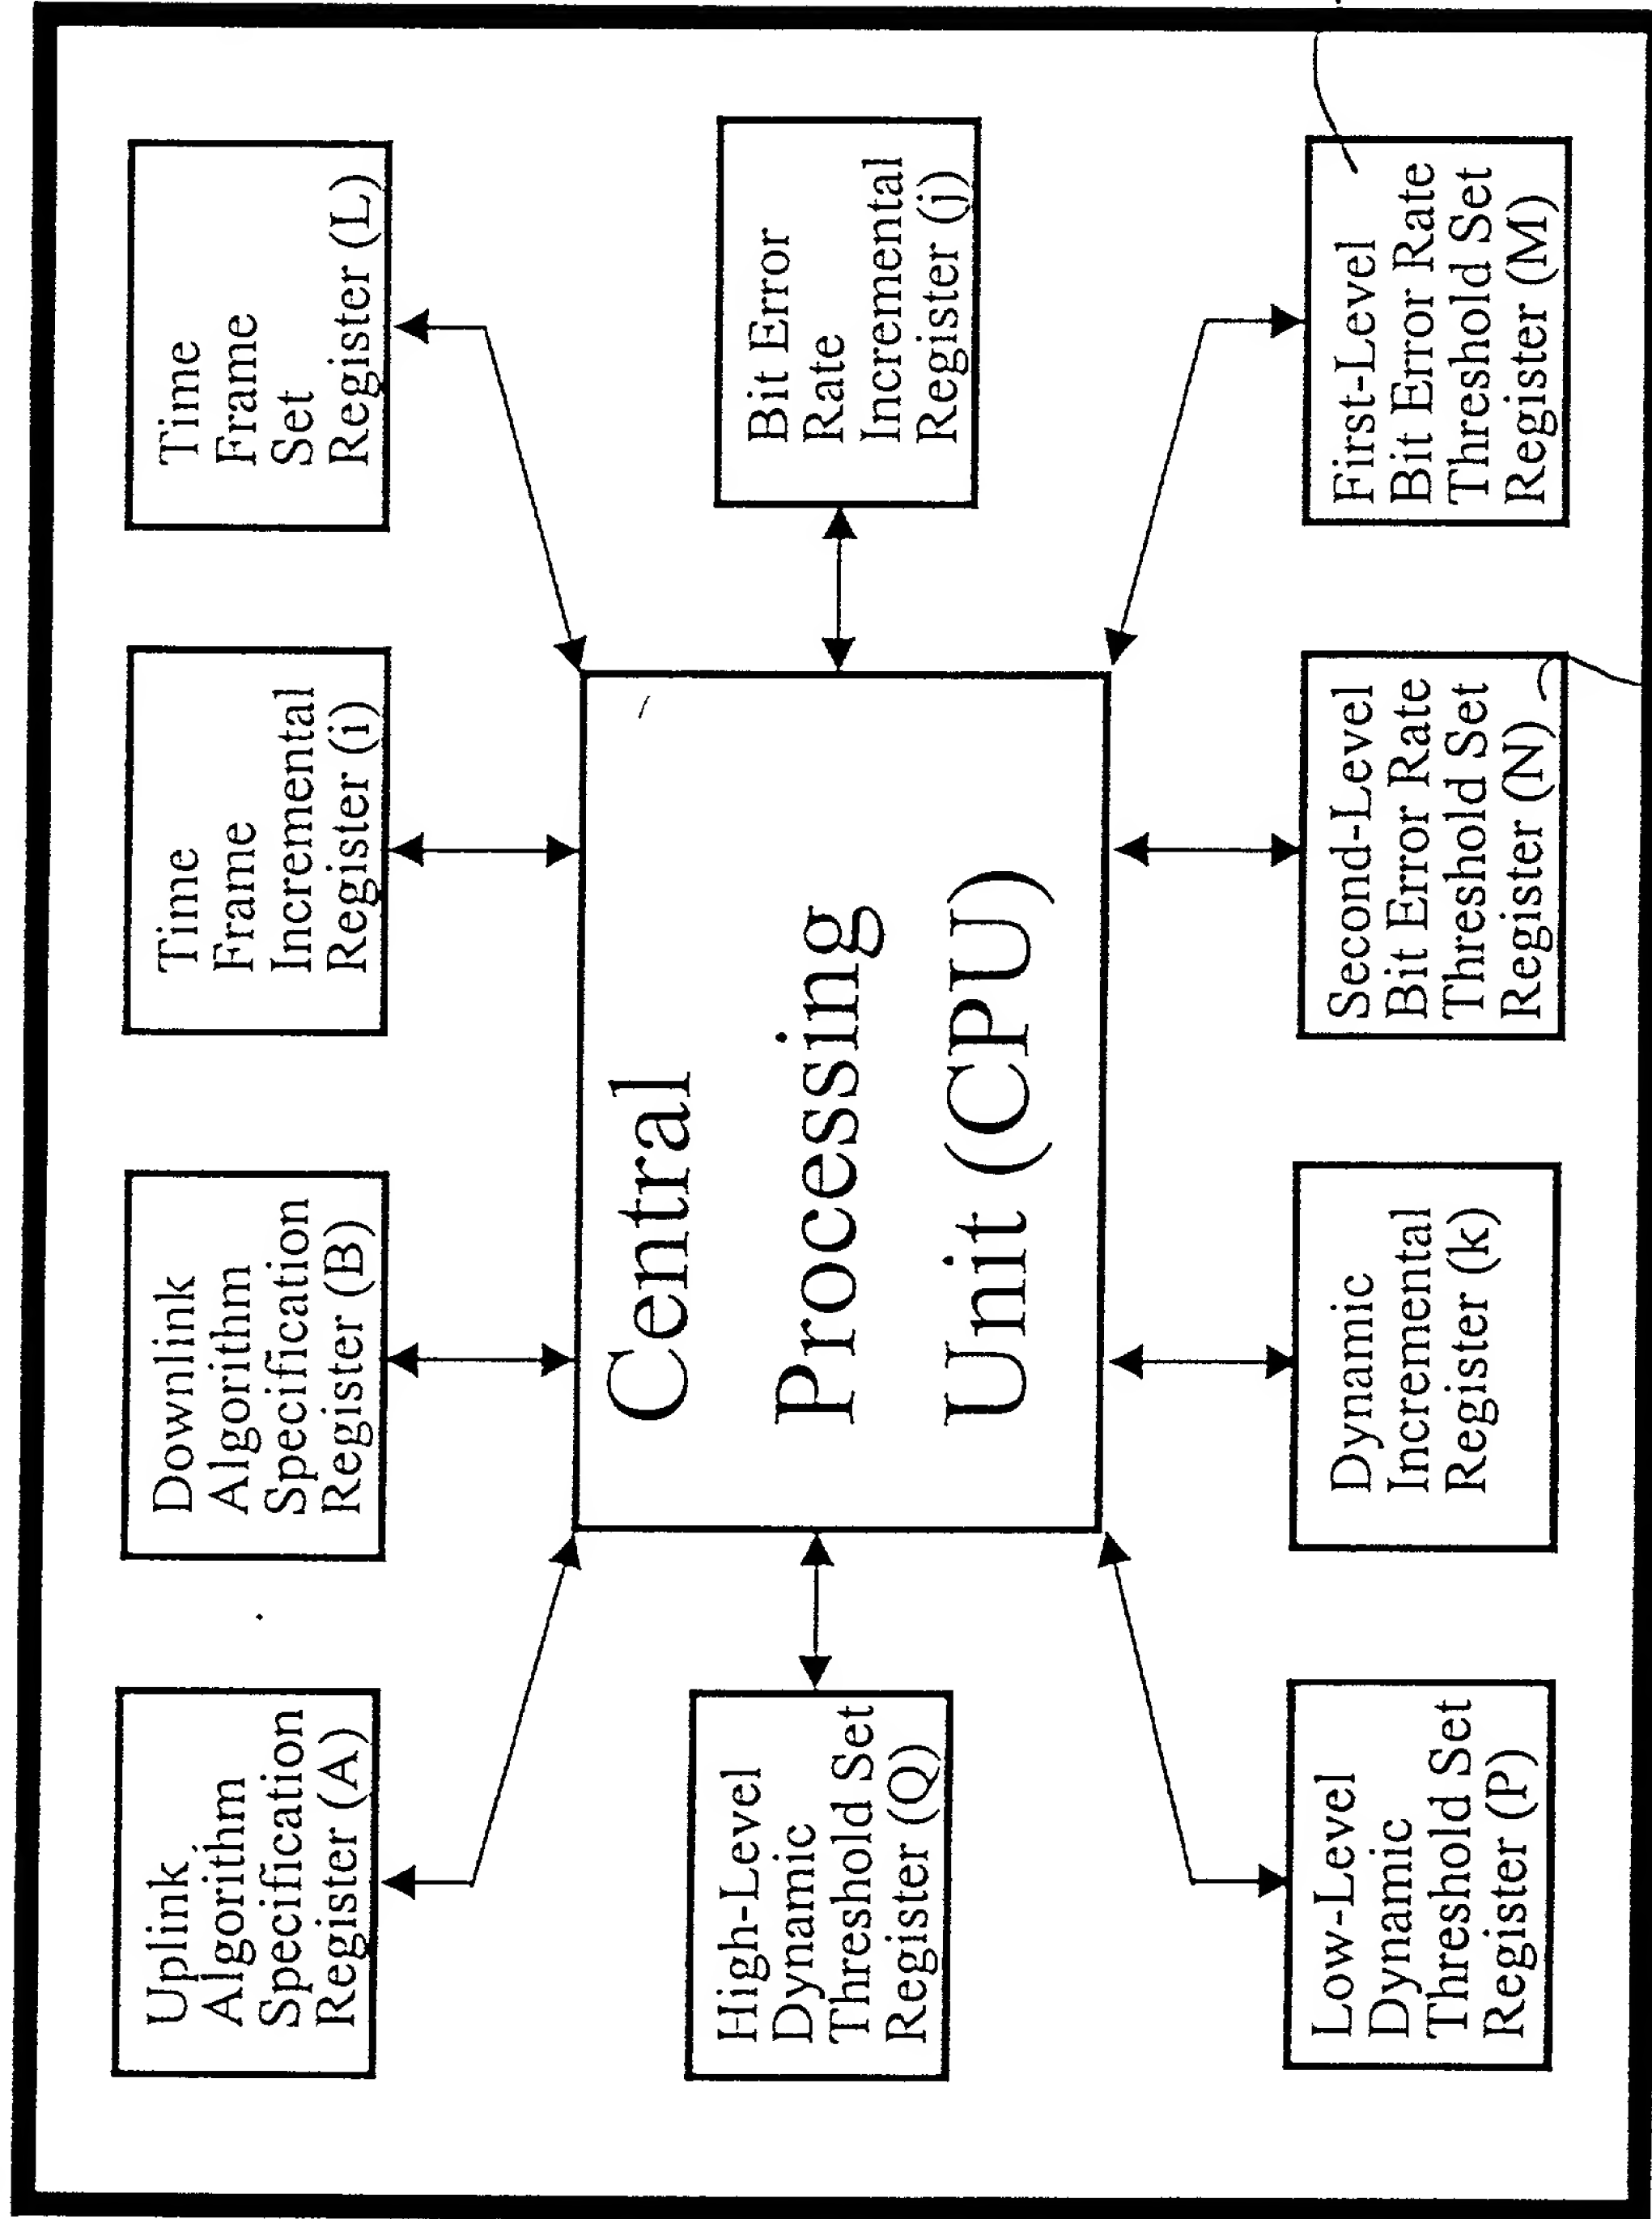 Uplink
Algorithm
Specification
Register (A)
Downlink
Algorithm
Specification
Register (B)
Time
Frame
Incremental
Register (i)
Time
Frame
Set
Register (L)
High-Level
Dynamic
Threshold Set
Register (Q)
Central
Processing
Unit (CPU)
Bit Error
Rate
Incremental
Register (j)
Low-Level
Dynamic
Threshold Set
Register (P)
Dynamic
Incremental
Register (k)
Second-Level
Bit Error Rate
Threshold Set
Register (N)
First-Level
Bit Error Rate
Threshold Set
Register (M)